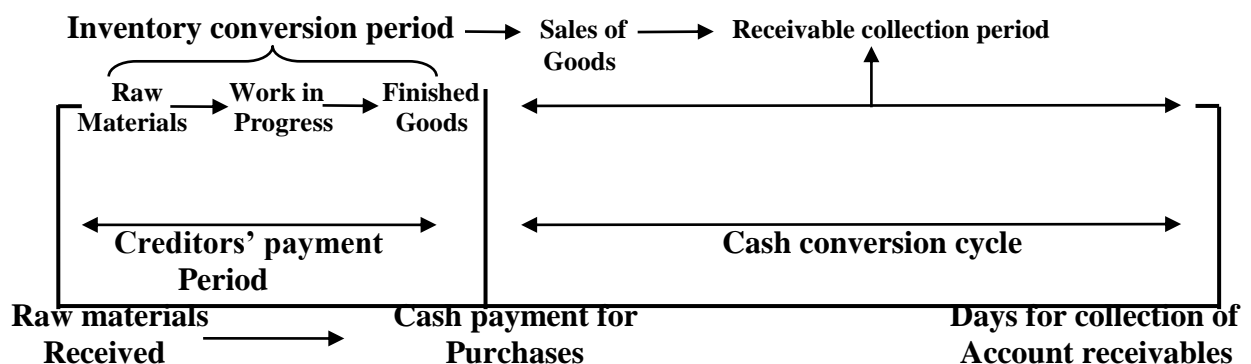 Inventory conversion period
Sales of
Goods
Receivable collection period
Raw
Materials
Work in
Progress
Finished
Goods
Creditors’ payment
Period
Cash conversion cycle
Raw materials
Received
Cash payment for
Purchases
Days for collection of
Account receivables